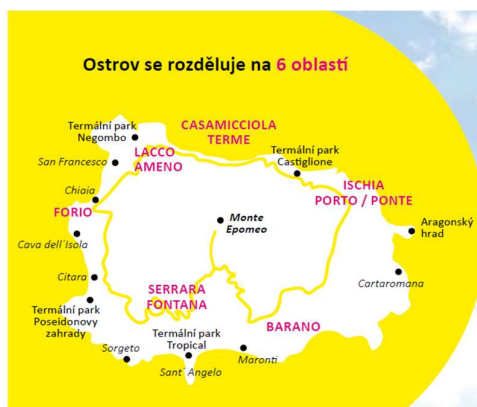 Ostrov se rozděluje na 6 oblastí
Termální park
Negombo
CASAMICCIOLA
TERME
LACCO
AMENO
San Francesco
Termální park
Castiglione
Chiaia
ISCHIA
PORTO / PONTE
FORIO
Monte
Epomeo
Aragonský
hrad
Cava dell´Isola
Citara
Cartaromana
SERRARA
FONTANA
Termální park
Poseidonovy
zahrady
BARANO
Termální park
Tropical
Sorgeto
Maronti
Sant´ Angelo